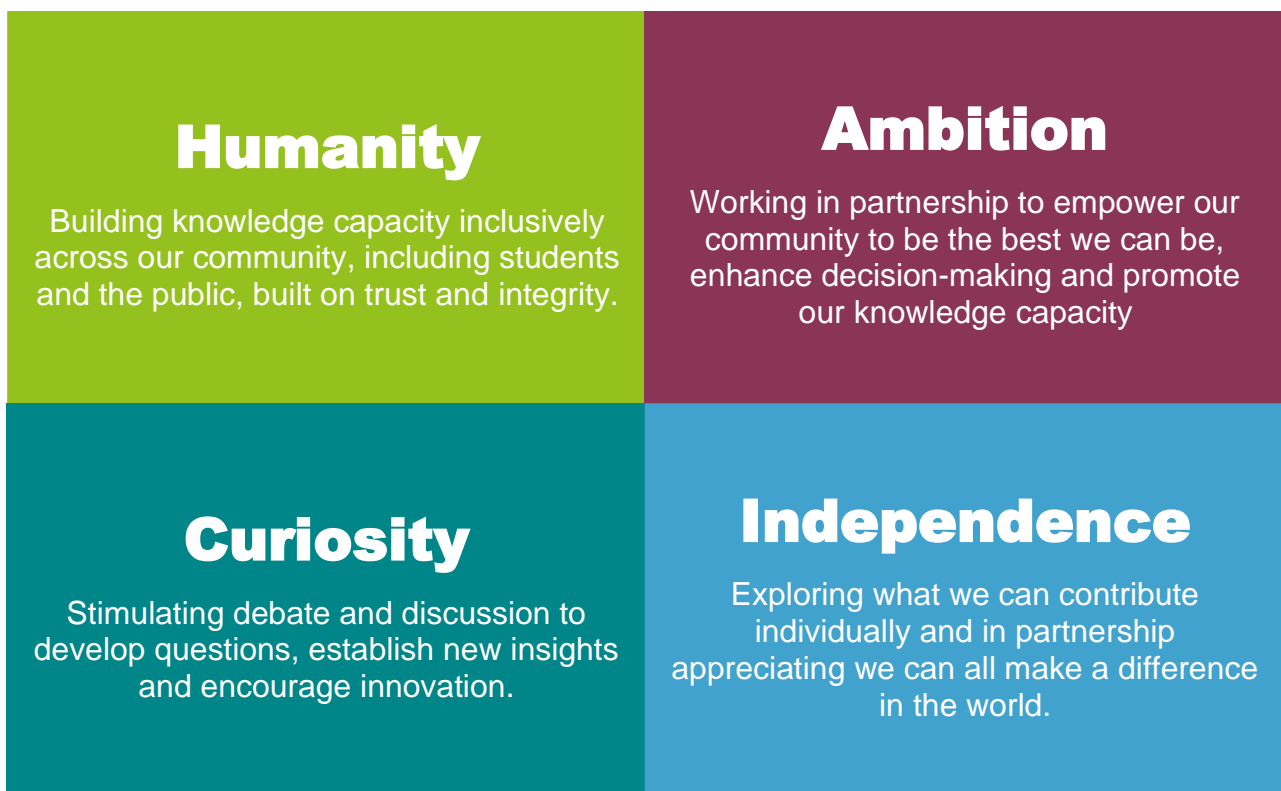 Humanity
Building knowledge capacity inclusively
across our community, including students
and the public, built on trust and integrity.
Ambition
Working in partnership to empower our
community to be the best we can be,
enhance decision-making and promote
our knowledge capacity
Curiosity
Stimulating debate and discussion to
develop questions, establish new insights
and encourage innovation.
Independence
Exploring what we can contribute
individually and in partnership
appreciating we can all make a difference
in the world.